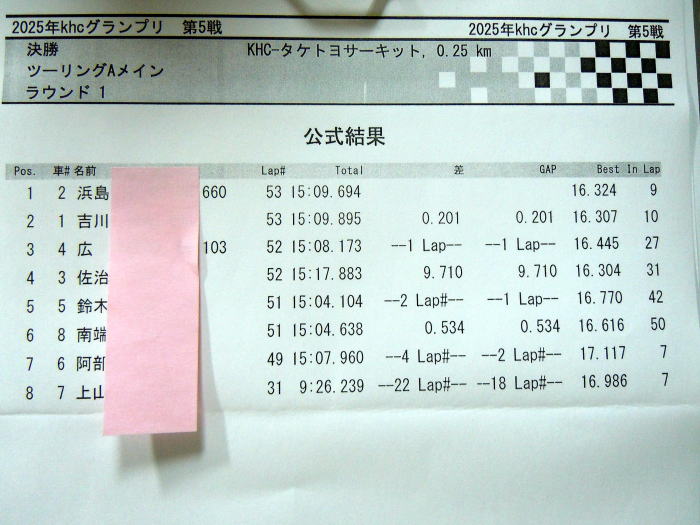 2025年khcグランプリ 第5戦 2025年khcグランプリ 第5戦
決勝 KHC-タケトヨサーキット, 0.25 km
ツーリングAメイン
ラウンド 1
公式結果
Pos. 車# 名前 Lap# Total 差 GAP Best In Lap
1 2 浜島 660 53 15:09.694 16.324 9
2 1 吉川 53 15:09.895 0.201 0.201 16.307 10
3 4 広 103 52 15:08.173 --1 Lap-- --1 Lap-- 16.445 27
4 3 佐治 52 15:17.883 9.710 9.710 16.304 31
5 5 鈴木 51 15:04.104 --2 Lap#-- --1 Lap-- 16.770 42
6 8 南端 51 15:04.638 0.534 0.534 16.616 50
7 6 阿部 49 15:07.960 --4 Lap#-- --2 Lap#-- 17.117 7
8 7 上山 31 9:26.239 --22 Lap#-- --18 Lap#-- 16.986 7